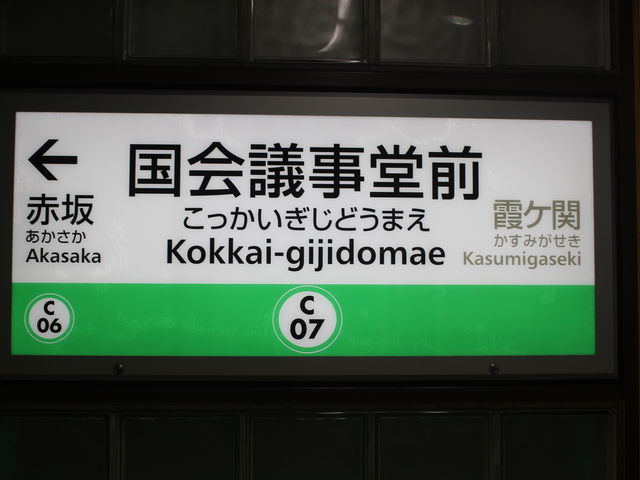 ←
赤坂
あかさか
Akasaka
C
06
国会議事堂前
こっかいぎじどうまえ
Kokkai-gijidomae
C
07
霞ケ関
かすみがせき
Kasumigaseki